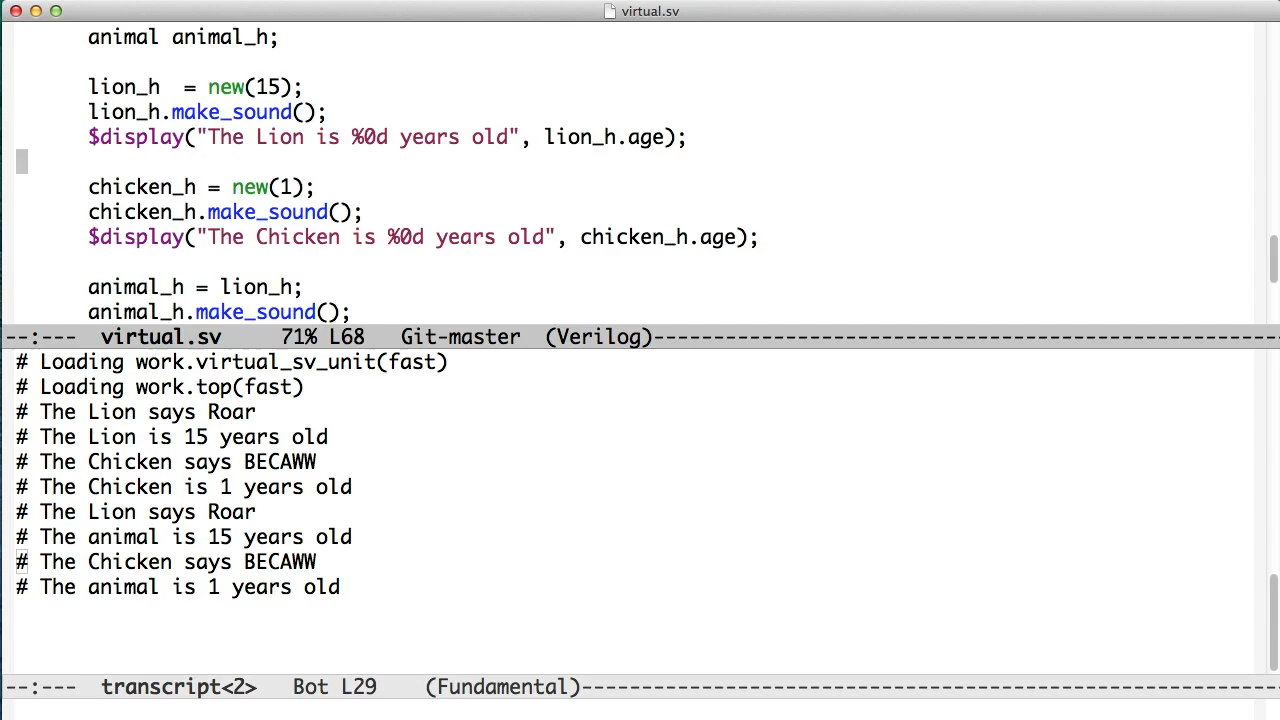 virtual.sv
animal animal_h;
lion_h  = new(15);
lion_h.make_sound();
$display("The Lion is %0d years old", lion_h.age);
chicken_h = new(1);
chicken_h.make_sound();
$display("The Chicken is %0d years old", chicken_h.age);
animal_h = lion_h;
animal_h.make_sound();
--:---  virtual.sv     71% L68   Git-master  (Verilog)----------------------------------------------------
# Loading work.virtual_sv_unit(fast)
# Loading work.top(fast)
# The Lion says Roar
# The Lion is 15 years old
# The Chicken says BECAWW
# The Chicken is 1 years old
# The Lion says Roar
# The animal is 15 years old
# The Chicken says BECAWW
# The animal is 1 years old
--:---  transcript<2>   Bot L29    (Fundamental)----------------------------------------------------------